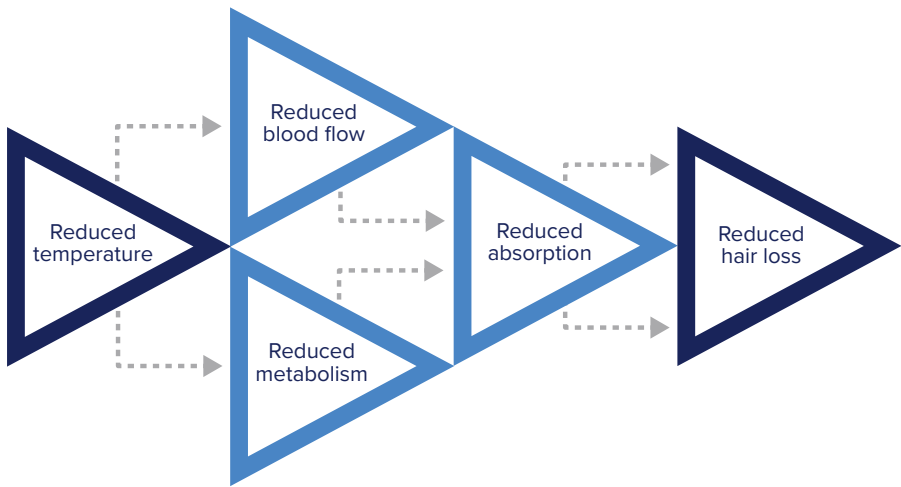 Reduced
temperature
Reduced
blood flow
Reduced
metabolism
Reduced
absorption
Reduced
hair loss